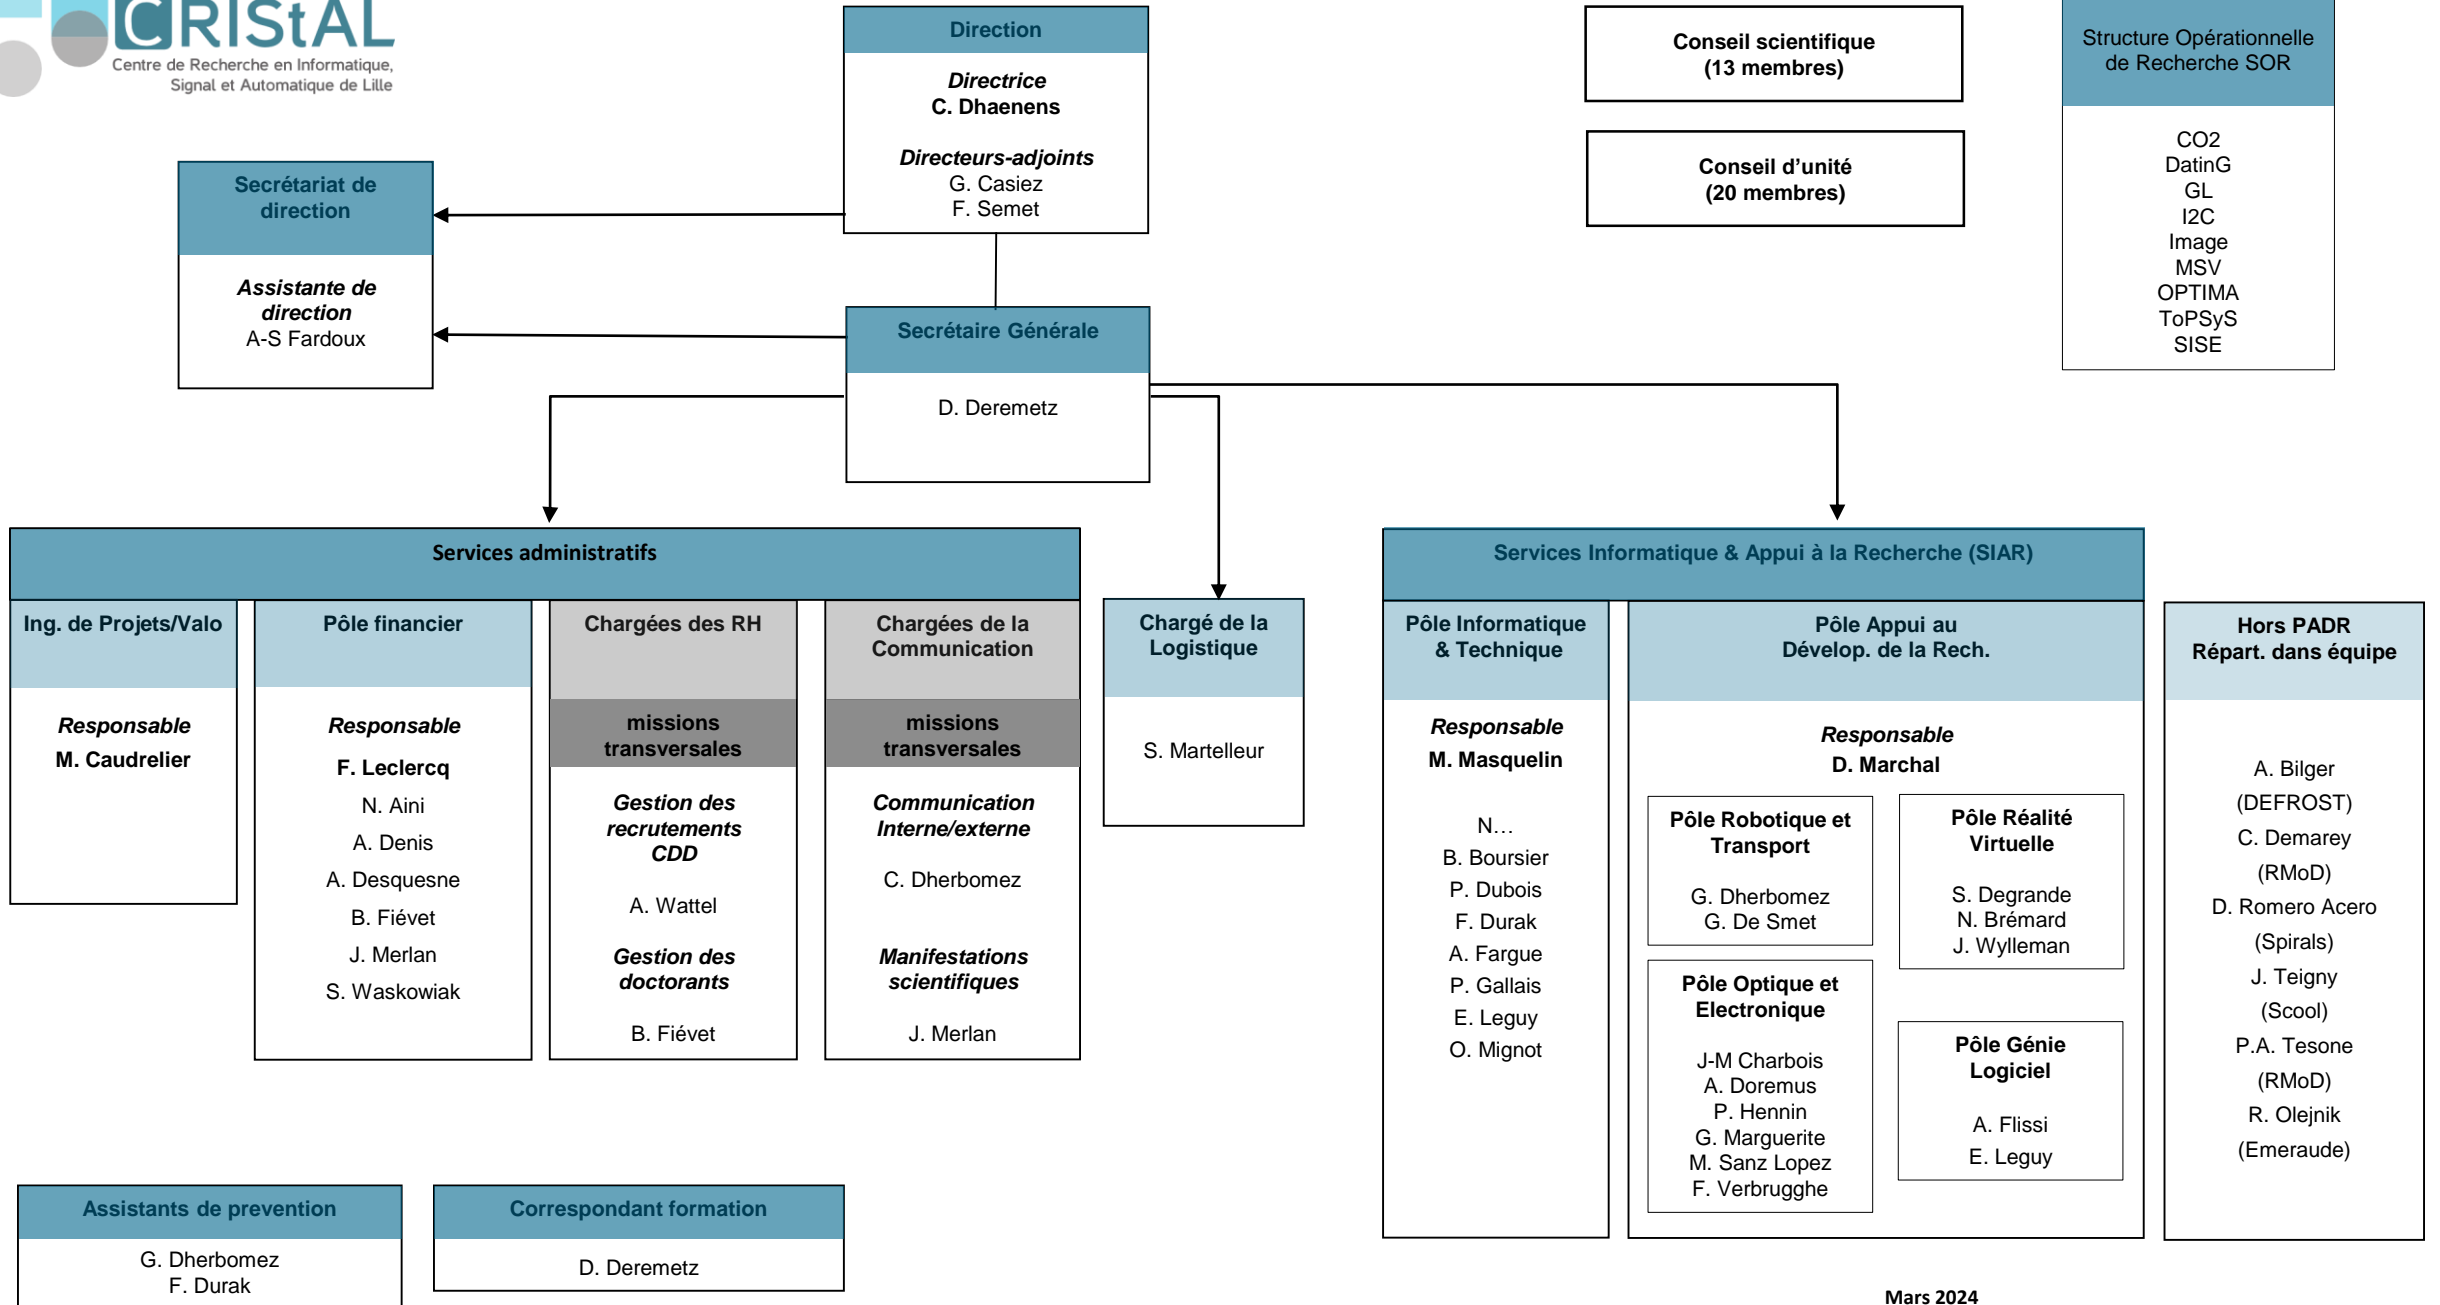 CRIStAL
Centre de Recherche en Informatique,
Signal et Automatique de Lille
Direction
Directrice
C. Dhaenens
Directeurs-adjoints
G. Casiez
F. Semet
Conseil scientifique
(13 membres)
Conseil d’unité
(20 membres)
Structure Opérationnelle
de Recherche SOR
CO2
DatinG
GL
I2C
Image
MSV
OPTIMA
ToPSyS
SISE
Secrétariat de
direction
Assistante de
direction
A-S Fardoux
Secrétaire Générale
D. Deremetz
Services administratifs
Ing. de Projets/Valo
Responsable
M. Caudrelier
Pôle financier
Responsable
F. Leclercq
N. Aini
A. Denis
A. Desquesne
B. Fiévet
J. Merlan
S. Waskowiak
Chargées des RH
missions
transversales
Gestion des
recrutements
CDD
A. Wattel
Gestion des
doctorants
B. Fiévet
Chargées de la
Communication
missions
transversales
Communication
Interne/externe
C. Dherbomez
Manifestations
scientifiques
J. Merlan
Chargé de la
Logistique
S. Martelleur
Services Informatique & Appui à la Recherche (SIAR)
Pôle Informatique
& Technique
Responsable
M. Masquelin
N…
B. Boursier
P. Dubois
F. Durak
A. Fargue
P. Gallais
E. Leguy
O. Mignot
Pôle Appui au
Dévelop. de la Rech.
Responsable
D. Marchal
Pôle Robotique et
Transport
G. Dherbomez
G. De Smet
Pôle Réalité
Virtuelle
S. Degrande
N. Brémard
J. Wylleman
Pôle Optique et
Electronique
J-M Charbois
A. Doremus
P. Hennin
G. Marguerite
M. Sanz Lopez
F. Verbrugghe
Pôle Génie
Logiciel
A. Flissi
E. Leguy
Hors PADR
Répart. dans équipe
A. Bilger
(DEFROST)
C. Demarey
(RMoD)
D. Romero Acero
(Spirals)
J. Teigny
(Scool)
P.A. Tesone
(RMoD)
R. Olejnik
(Emeraude)
Assistants de prevention
G. Dherbomez
F. Durak
Correspondant formation
D. Deremetz
Mars 2024